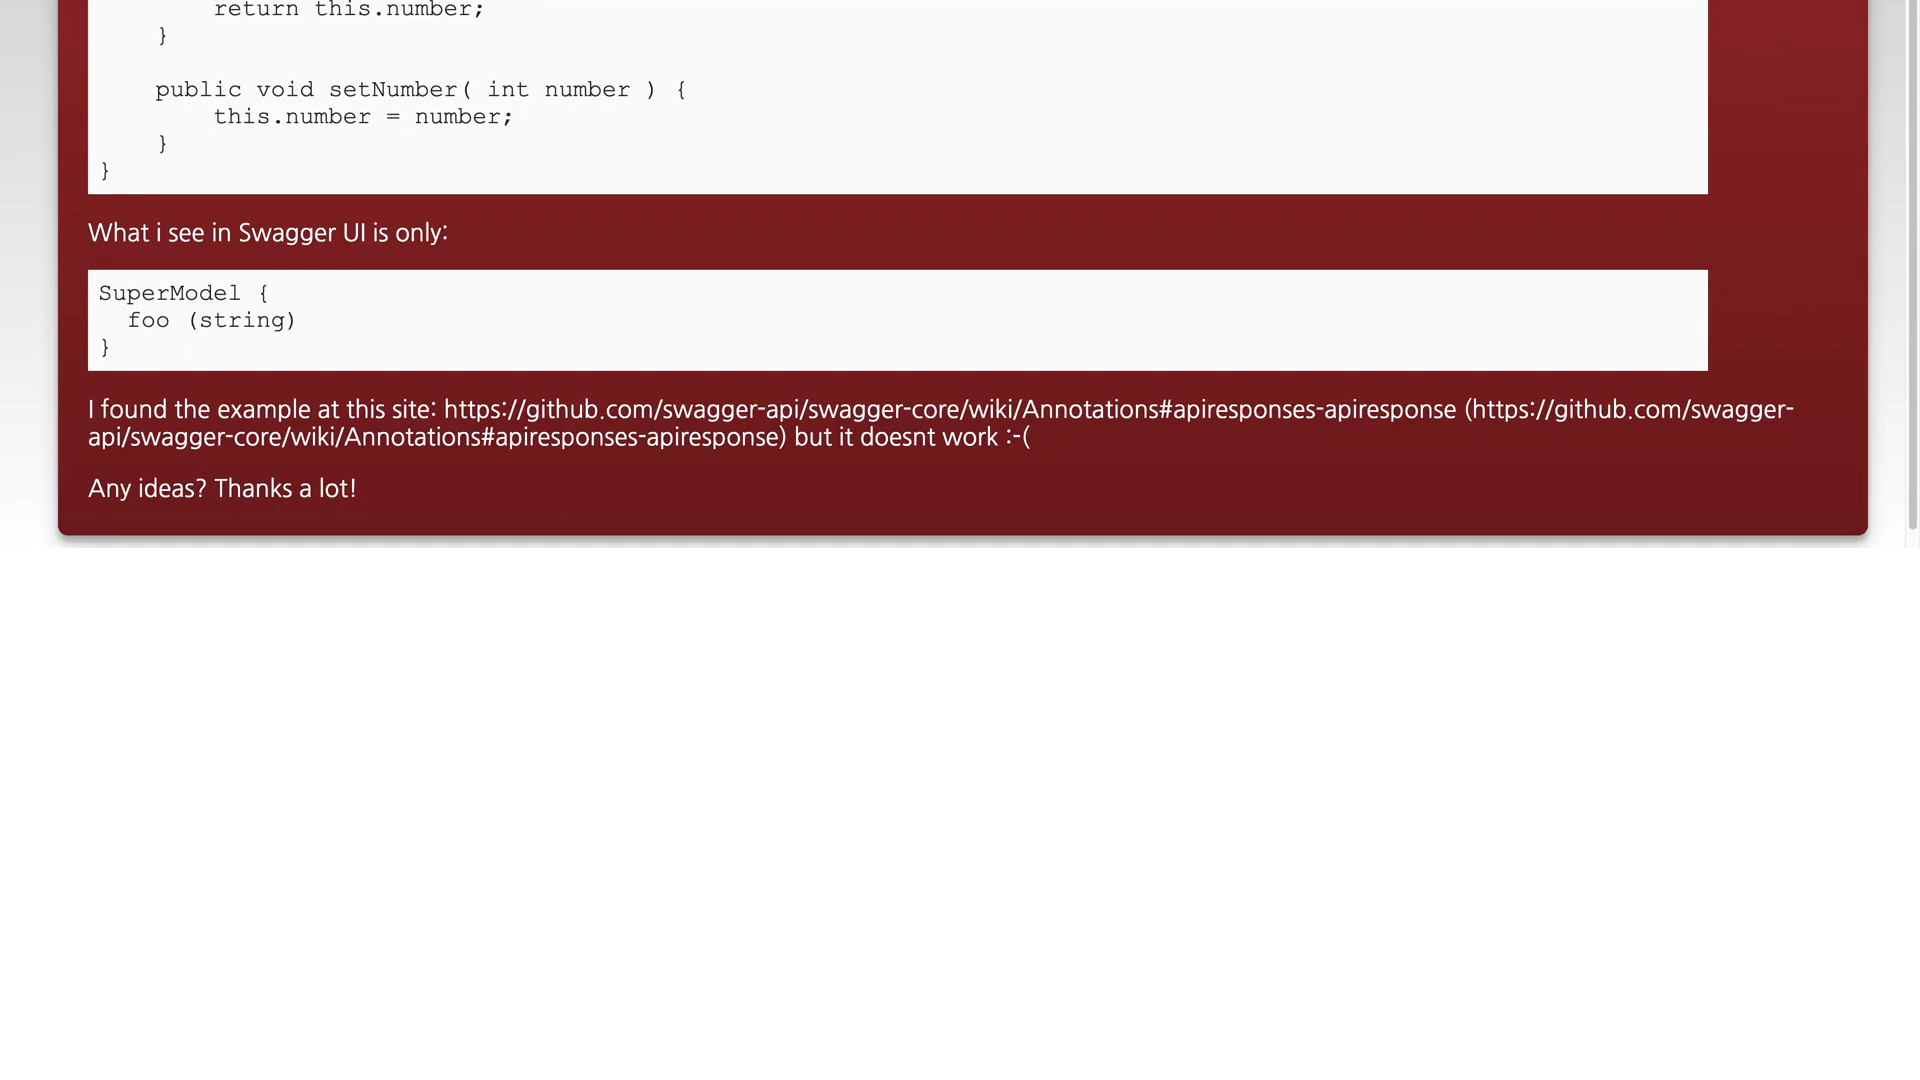 return this.number;
}
public void setNumber( int number ) {
this.number = number;
}
}
What i see in Swagger UI is only:
SuperModel {
foo (string)
}
I found the example at this site: https://github.com/swagger-api/swagger-core/wiki/Annotations#apiresponses-apiresponse (https://github.com/swagger-
api/swagger-core/wiki/Annotations#apiresponses-apiresponse) but it doesnt work :-(
Any ideas? Thanks a lot!